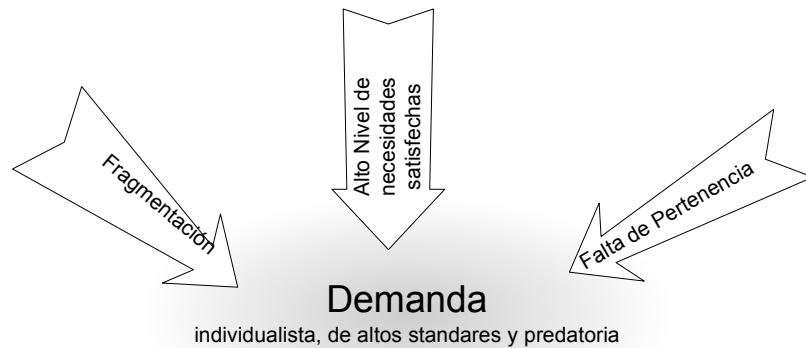 Fragmentación
Alto Nivel de
necesidades
satisfechas
Falta de Pertenencia
Demanda
individualista, de altos standares y predatoria